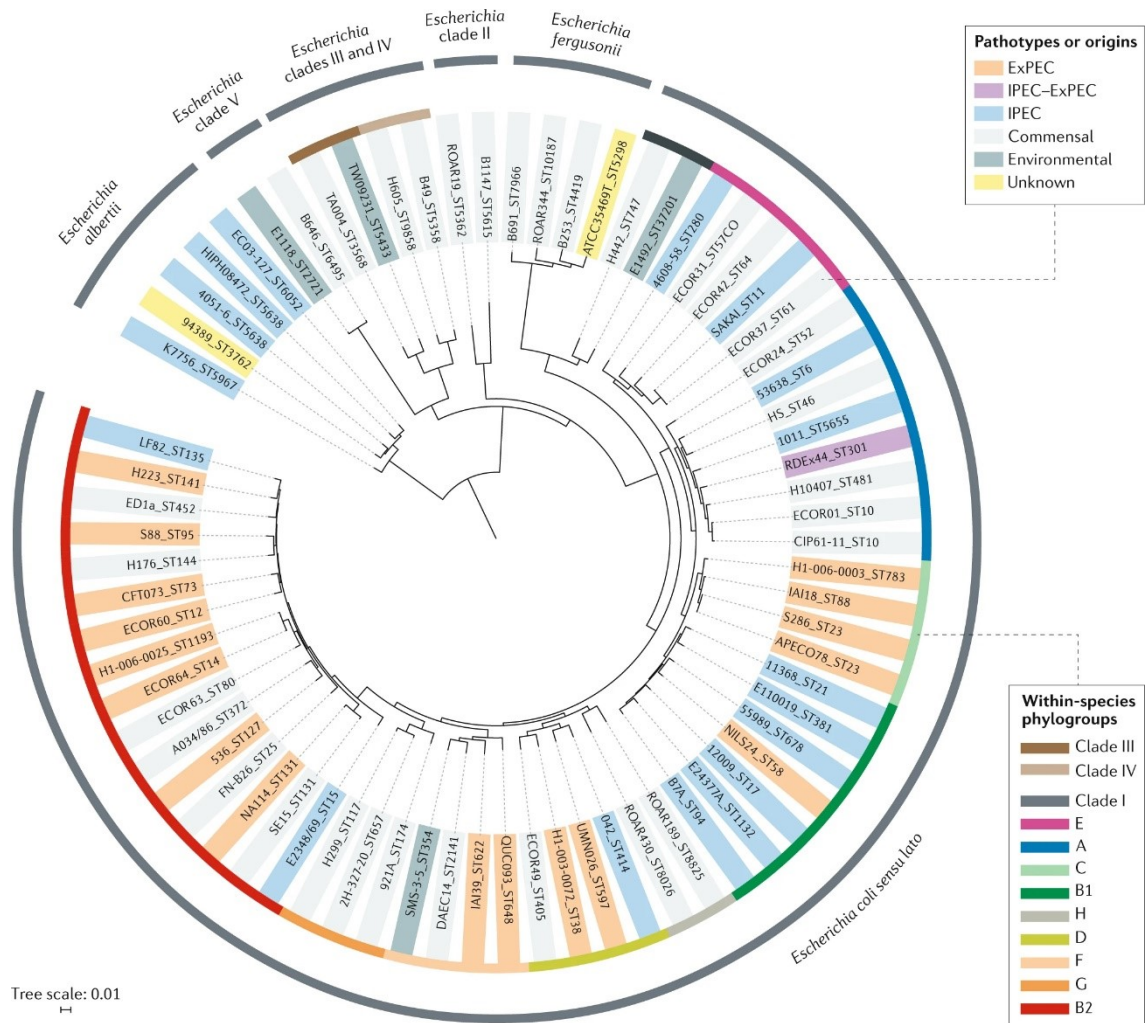 Escherichia
albertii
Escherichia
clade V
Escherichia
clades III and IV
Escherichia
clade II
Escherichia
fergusonii
Escherichia coli sensu lato
K7756_ST5967
94389_ST3762
4051-6_ST5638
HIPH08472_ST5638
EC03-127_ST6052
E1118_ST2721
B646_ST6495
TA004_ST3568
TW09231_ST5433
H605_ST9858
B49_ST5358
ROAR19_ST5362
B1147_ST5615
B691_ST7966
ROAR344_ST10187
B253_ST4419
ATCC35469T_ST5298
H442_ST747
E1492_ST37201
4608-58_ST280
ECOR31_ST57CO
ECOR42_ST64
SAKAI_ST11
ECOR37_ST61
ECOR24_ST52
53638_ST6
HS_ST46
1011_ST5655
RDEx44_ST301
H10407_ST481
ECOR01_ST10
CIP61-11_ST10
H1-006-0003_ST783
IAI18_ST88
S286_ST23
APECO78_ST23
11368_ST21
E110019_ST381
55989_ST678
NILS24_ST58
12009_ST17
E24377A_ST1132
B7A_ST94
ROAR189_ST8825
ROAR430_ST8026
042_ST414
UMN026_ST597
H1-003-0072_ST38
ECOR49_ST405
QUC093_ST648
IAI39_ST622
DAEC14_ST2141
SMS-3-5_ST354
921A_ST174
2H-327-20_ST657
H299_ST117
E2348/69_ST15
SE15_ST131
NA114_ST131
FN-B26_ST25
536_ST127
A034/86_ST372
ECOR63_ST80
ECOR64_ST14
H1-006-0025_ST1193
ECOR60_ST12
CFT073_ST73
H176_ST144
S88_ST95
ED1a_ST452
H223_ST141
LF82_ST135
Pathotypes or origins
ExPEC
IPEC–ExPEC
IPEC
Commensal
Environmental
Unknown
Within-species
phylogroups
Clade III
Clade IV
Clade I
E
A
C
B1
H
D
F
G
B2
Tree scale: 0.01